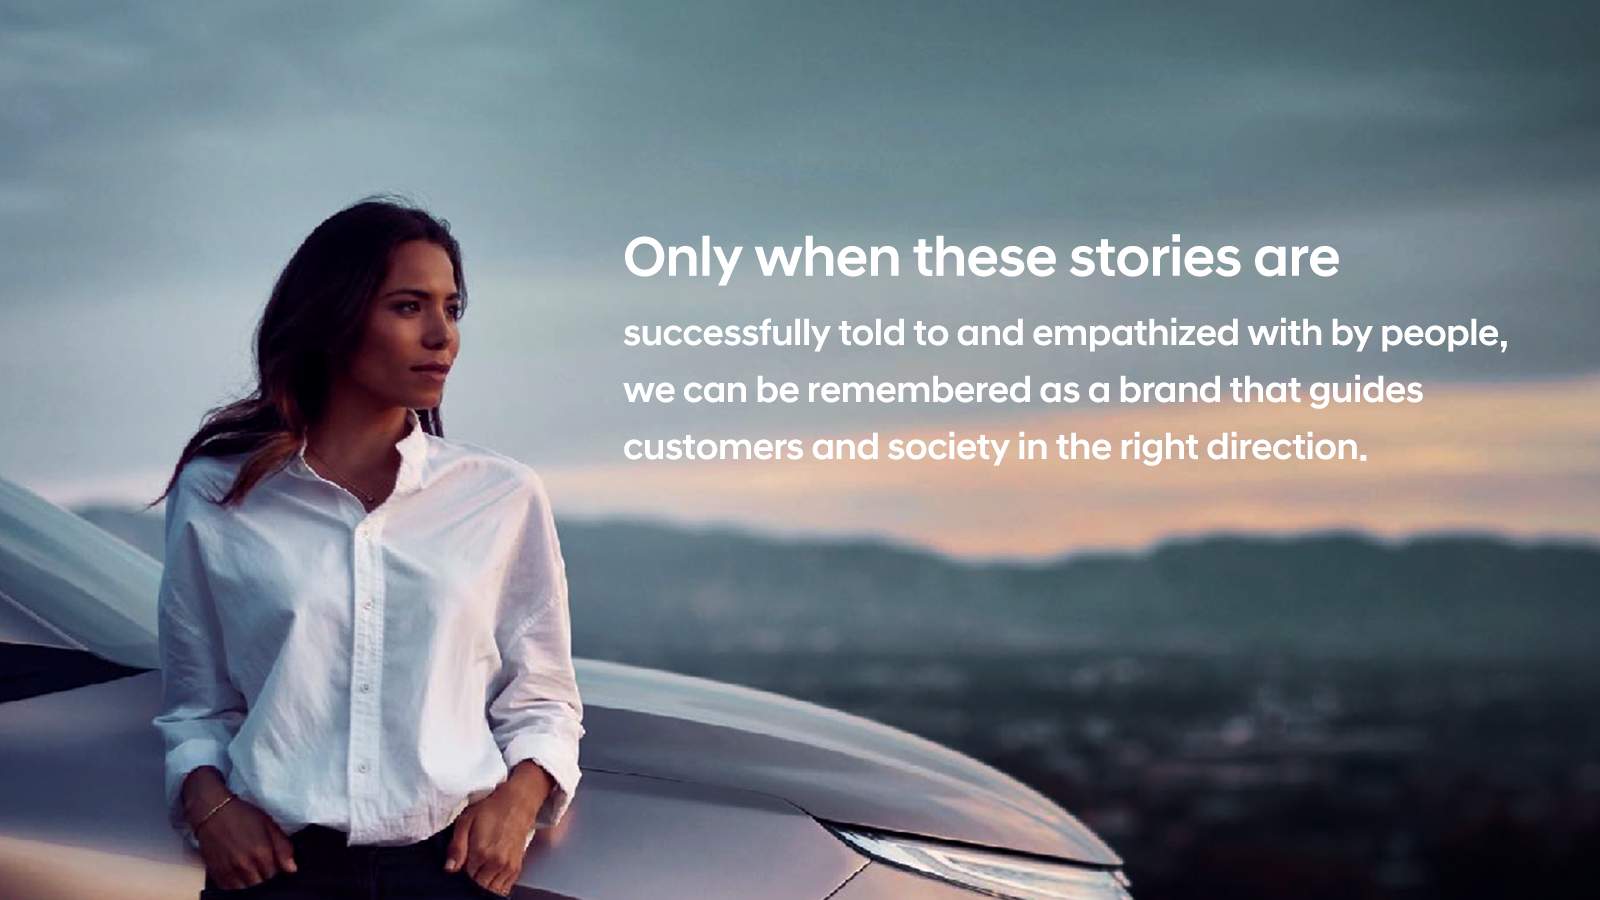 Only when these stories are
successfully told to and empathized with by people,
we can be remembered as a brand that guides
customers and society in the right direction.